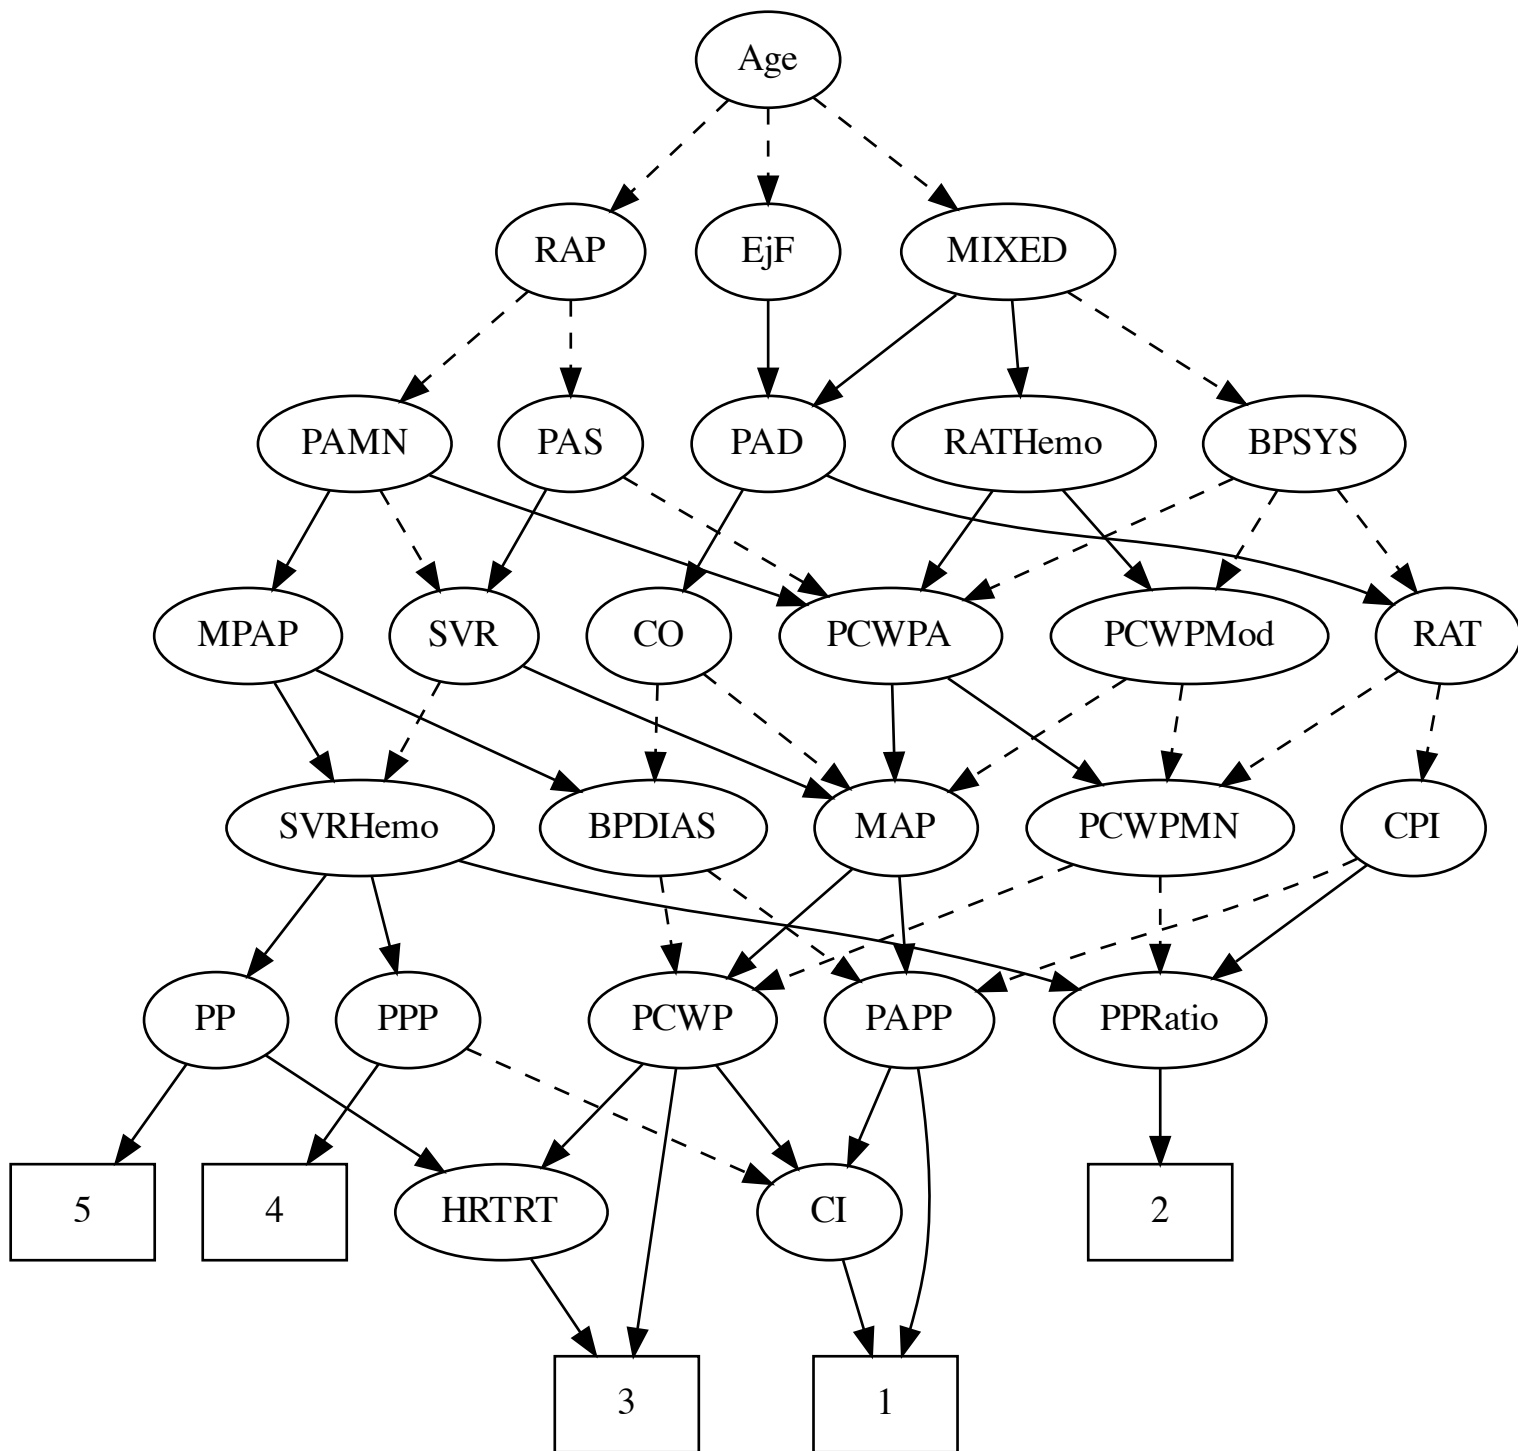 Age
RAP
EjF
MIXED
PAMN
PAS
PAD
RATHemo
BPSYS
MPAP
SVR
CO
PCWPA
PCWPMod
RAT
SVRHemo
BPDIAS
MAP
PCWPMN
CPI
PP
PPP
PCWP
PAPP
PPRatio
5
4
HRTRT
CI
2
3
1